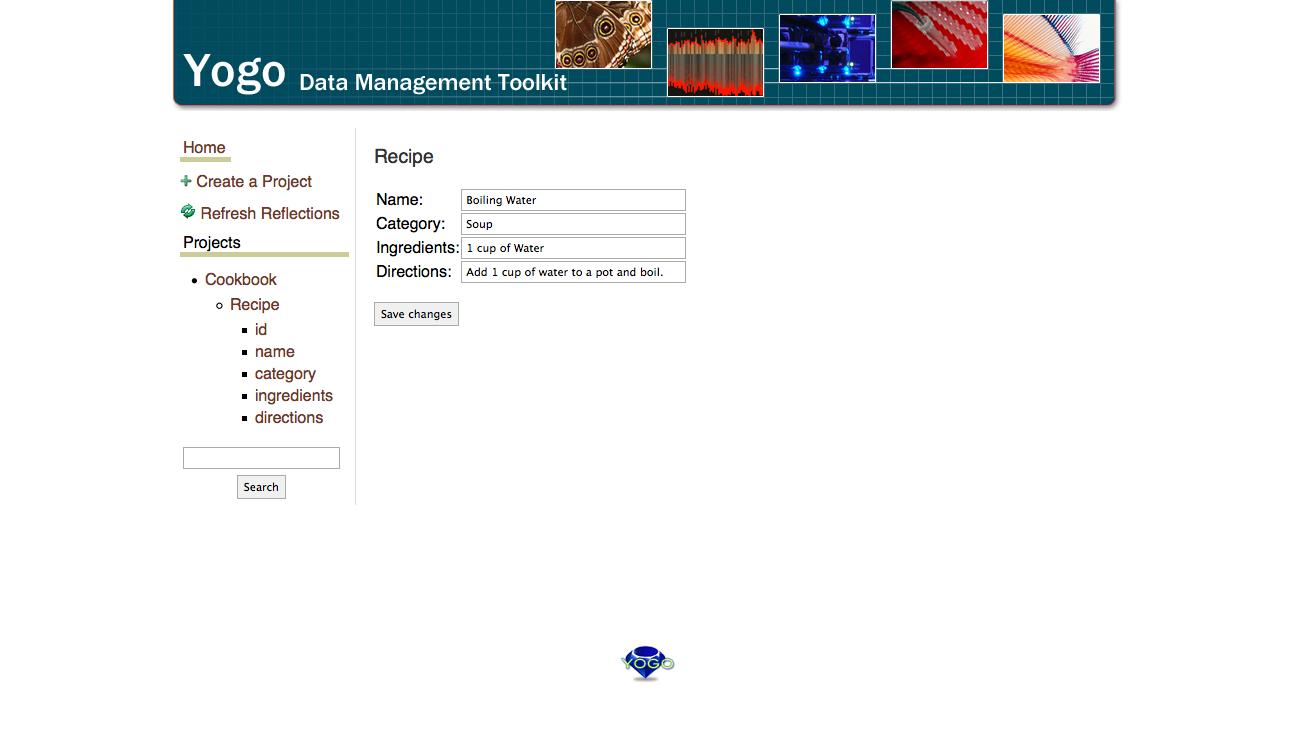 Yogo Data Management Toolkit
Home
Create a Project
Refresh Reflections
Projects
Cookbook
Recipe
id
name
category
ingredients
directions
Search
Recipe
Name: Boiling Water
Category: Soup
Ingredients: 1 cup of Water
Directions: Add 1 cup of water to a pot and boil.
Save changes
YOGO